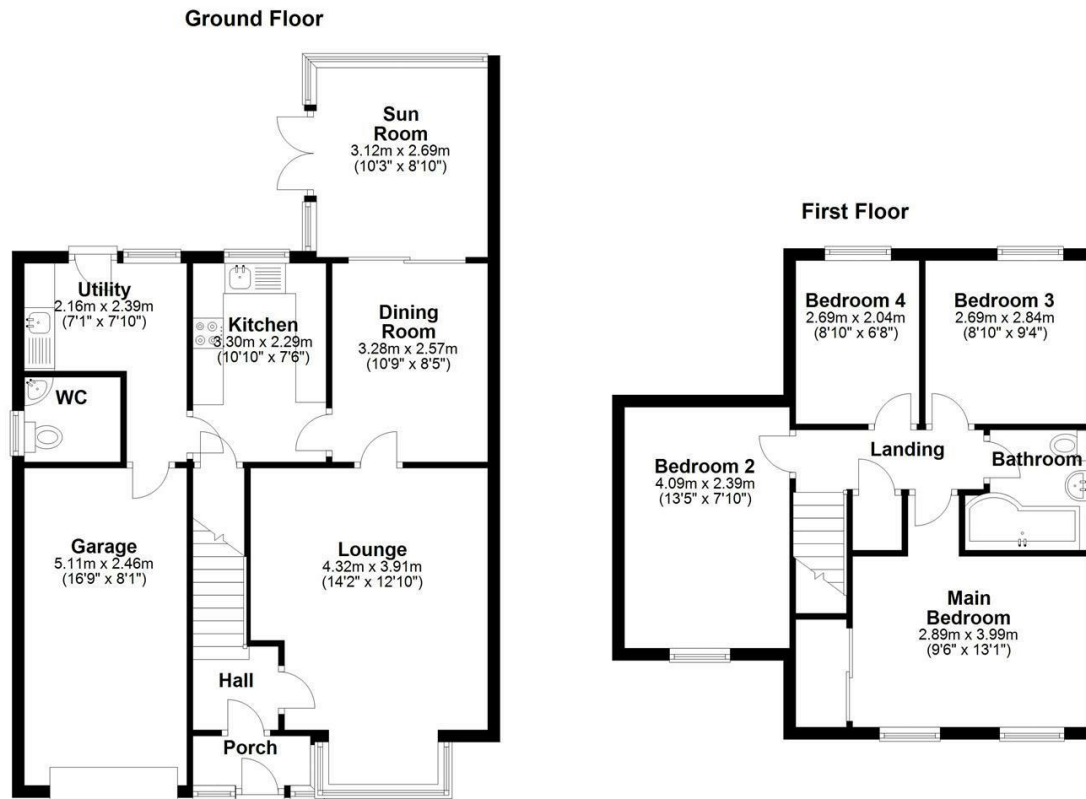 Ground Floor
Sun
Room
3.12m x 2.69m
(10'3" x 8'10")
Utility
2.16m x 2.39m
(7'1" x 7'10")
Kitchen
3.30m x 2.29m
(10'10" x 7'6")
Dining
Room
3.28m x 2.57m
(10'9" x 8'5")
WC
Garage
5.11m x 2.46m
(16'9" x 8'1")
Lounge
4.32m x 3.91m
(14'2" x 12'10")
Hall
Porch
First Floor
Bedroom 4
2.69m x 2.04m
(8'10" x 6'8")
Bedroom 3
2.69m x 2.84m
(8'10" x 9'4")
Bedroom 2
4.09m x 2.39m
(13'5" x 7'10")
Landing
Bathroom
Main
Bedroom
2.89m x 3.99m
(9'6" x 13'1")